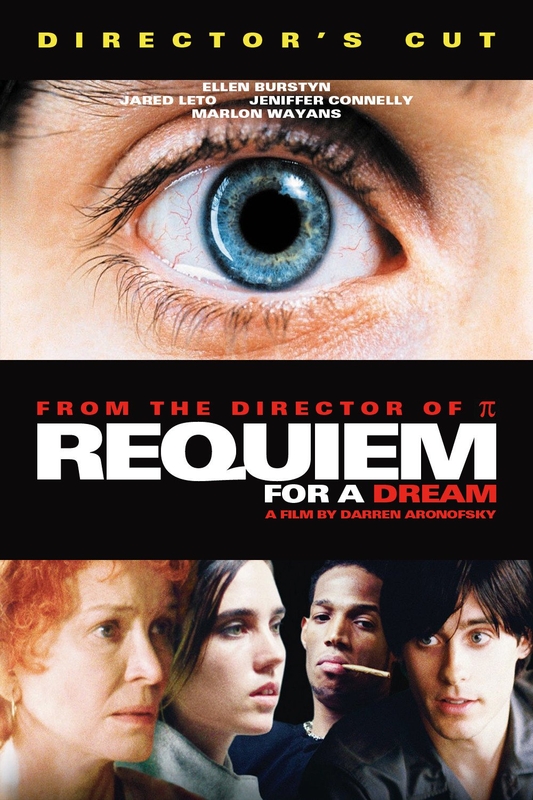 DIRECTOR'S CUT
ELLEN BURSTYN
JARED LETO JENIFFER CONNELLY
MARLON WAYANS
FROM THE DIRECTOR OF π
REQUIEM
FOR A DREAM
A FILM BY DARREN ARONOFSKY